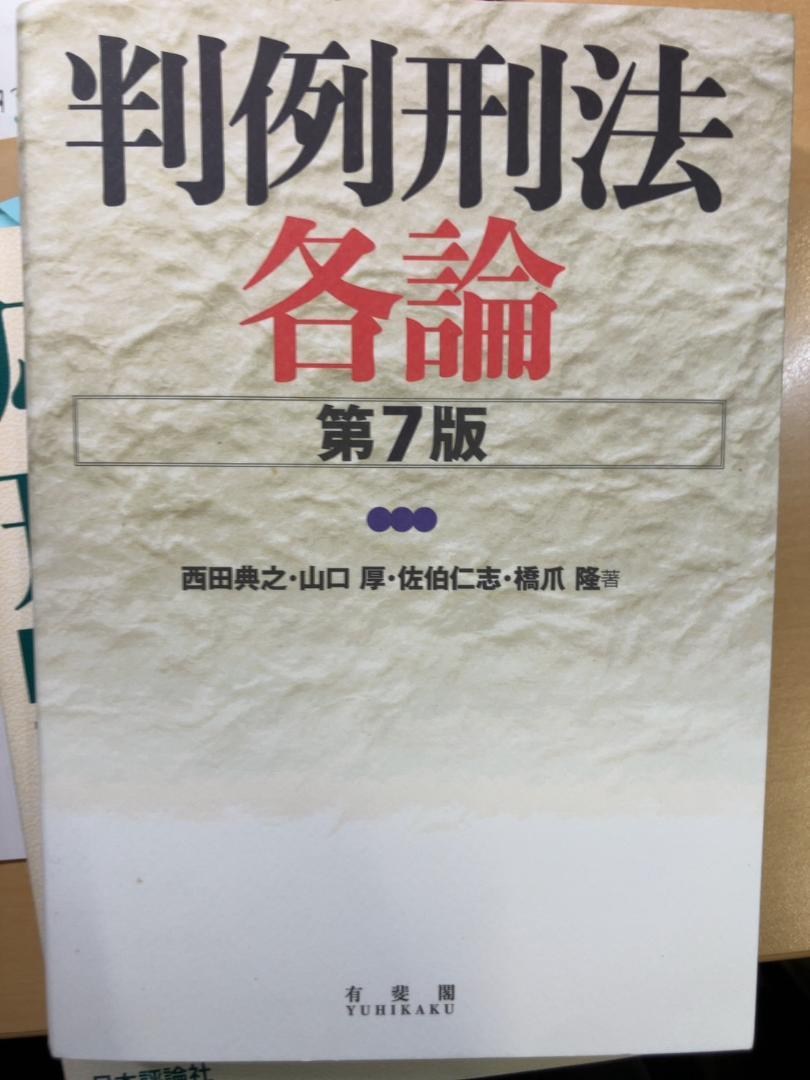 判例刑法
各論
第7版
西田典之・山口 厚・佐伯仁志・橋爪 隆著
有斐閣
YUHIKAKU
日本評論社